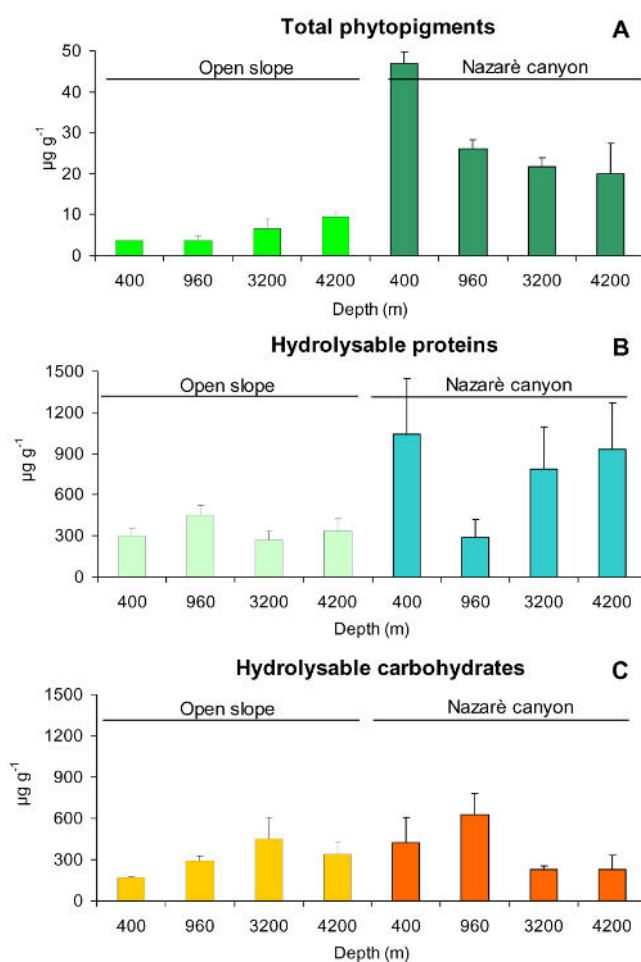 Total phytopigments A
Open slope Nazarè canyon
50
40
30
20
10
0
µg g-1
400 960 3200 4200 400 960 3200 4200
Depth (m)
Hydrolysable proteins B
Open slope Nazarè canyon
1500
1200
900
600
300
0
µg g-1
400 960 3200 4200 400 960 3200 4200
Depth (m)
Hydrolysable carbohydrates C
Open slope Nazarè canyon
1500
1200
900
600
300
0
µg g-1
400 960 3200 4200 400 960 3200 4200
Depth (m)